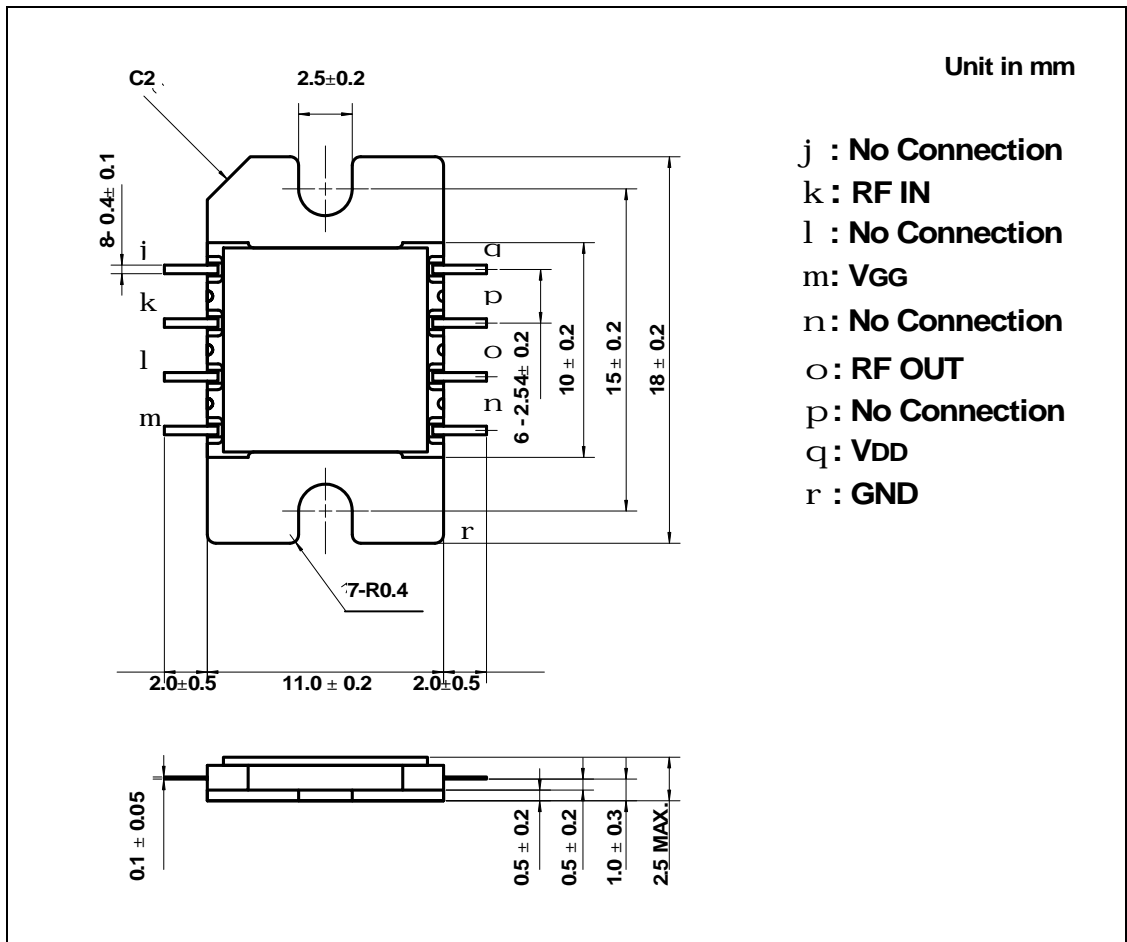 Unit in mm
C2
2.5±0.2
8- 0.4± 0.1
j
k
l
m
q
p
o
n
r
6 - 2.54± 0.2
10 ± 0.2
15 ± 0.2
18 ± 0.2
7-R0.4
2.0±0.5
11.0 ± 0.2
2.0±0.5
0.1 ± 0.05
0.5 ± 0.2
0.5 ± 0.2
1.0 ± 0.3
2.5 MAX.
j : No Connection
k : RF IN
l : No Connection
m: VGG
n: No Connection
o: RF OUT
p: No Connection
q: VDD
r : GND